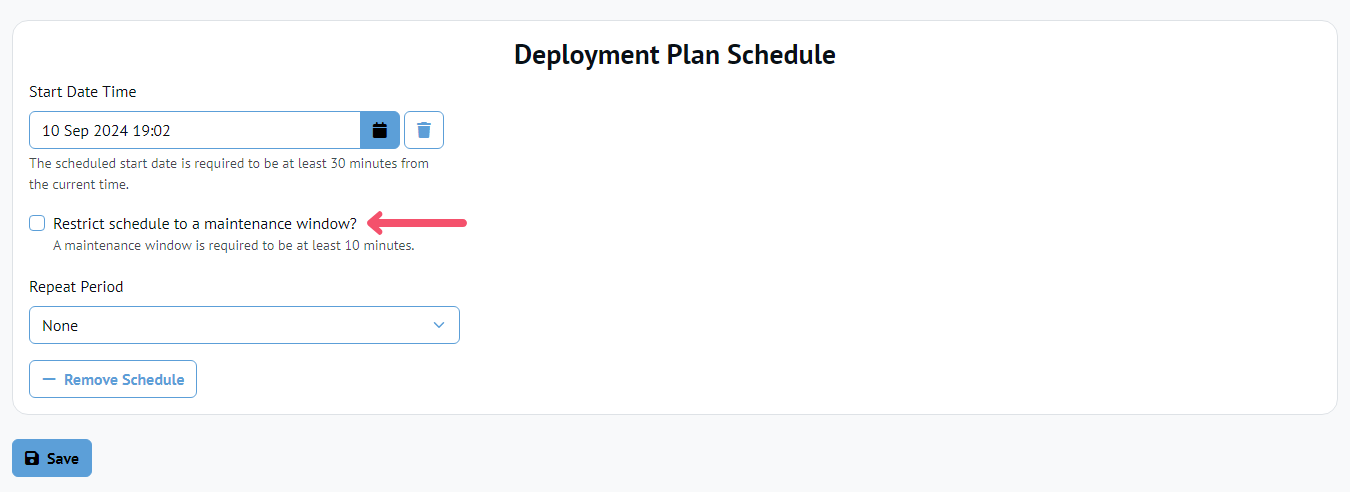 Deployment Plan Schedule
Start Date Time
10 Sep 2024 19:02
The scheduled start date is required to be at least 30 minutes from
the current time.
Restrict schedule to a maintenance window?
A maintenance window is required to be at least 10 minutes.
Repeat Period
None
Remove Schedule
Save